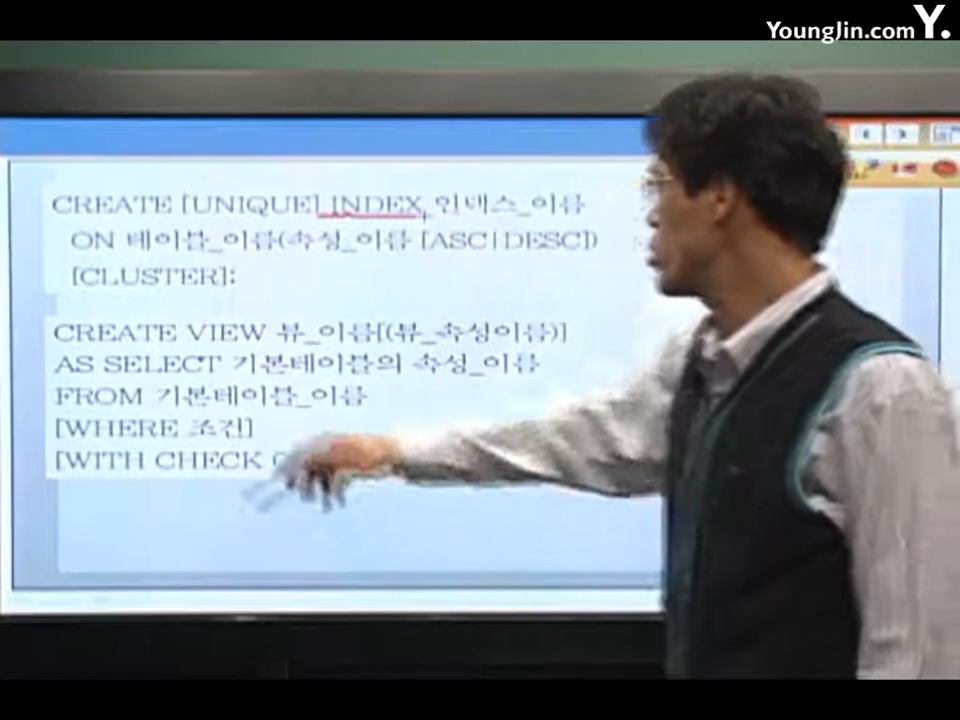 YoungJin.com Y.
CREATE [UNIQUE] INDEX 인덱스_이름
ON 테이블_이름(속성_이름 [ASC|DESC])
[CLUSTER];
CREATE VIEW 뷰_이름[(뷰_속성이름)]
AS SELECT 기본테이블의 속성_이름
FROM 기본테이블_이름
[WHERE 조건]
[WITH CHECK